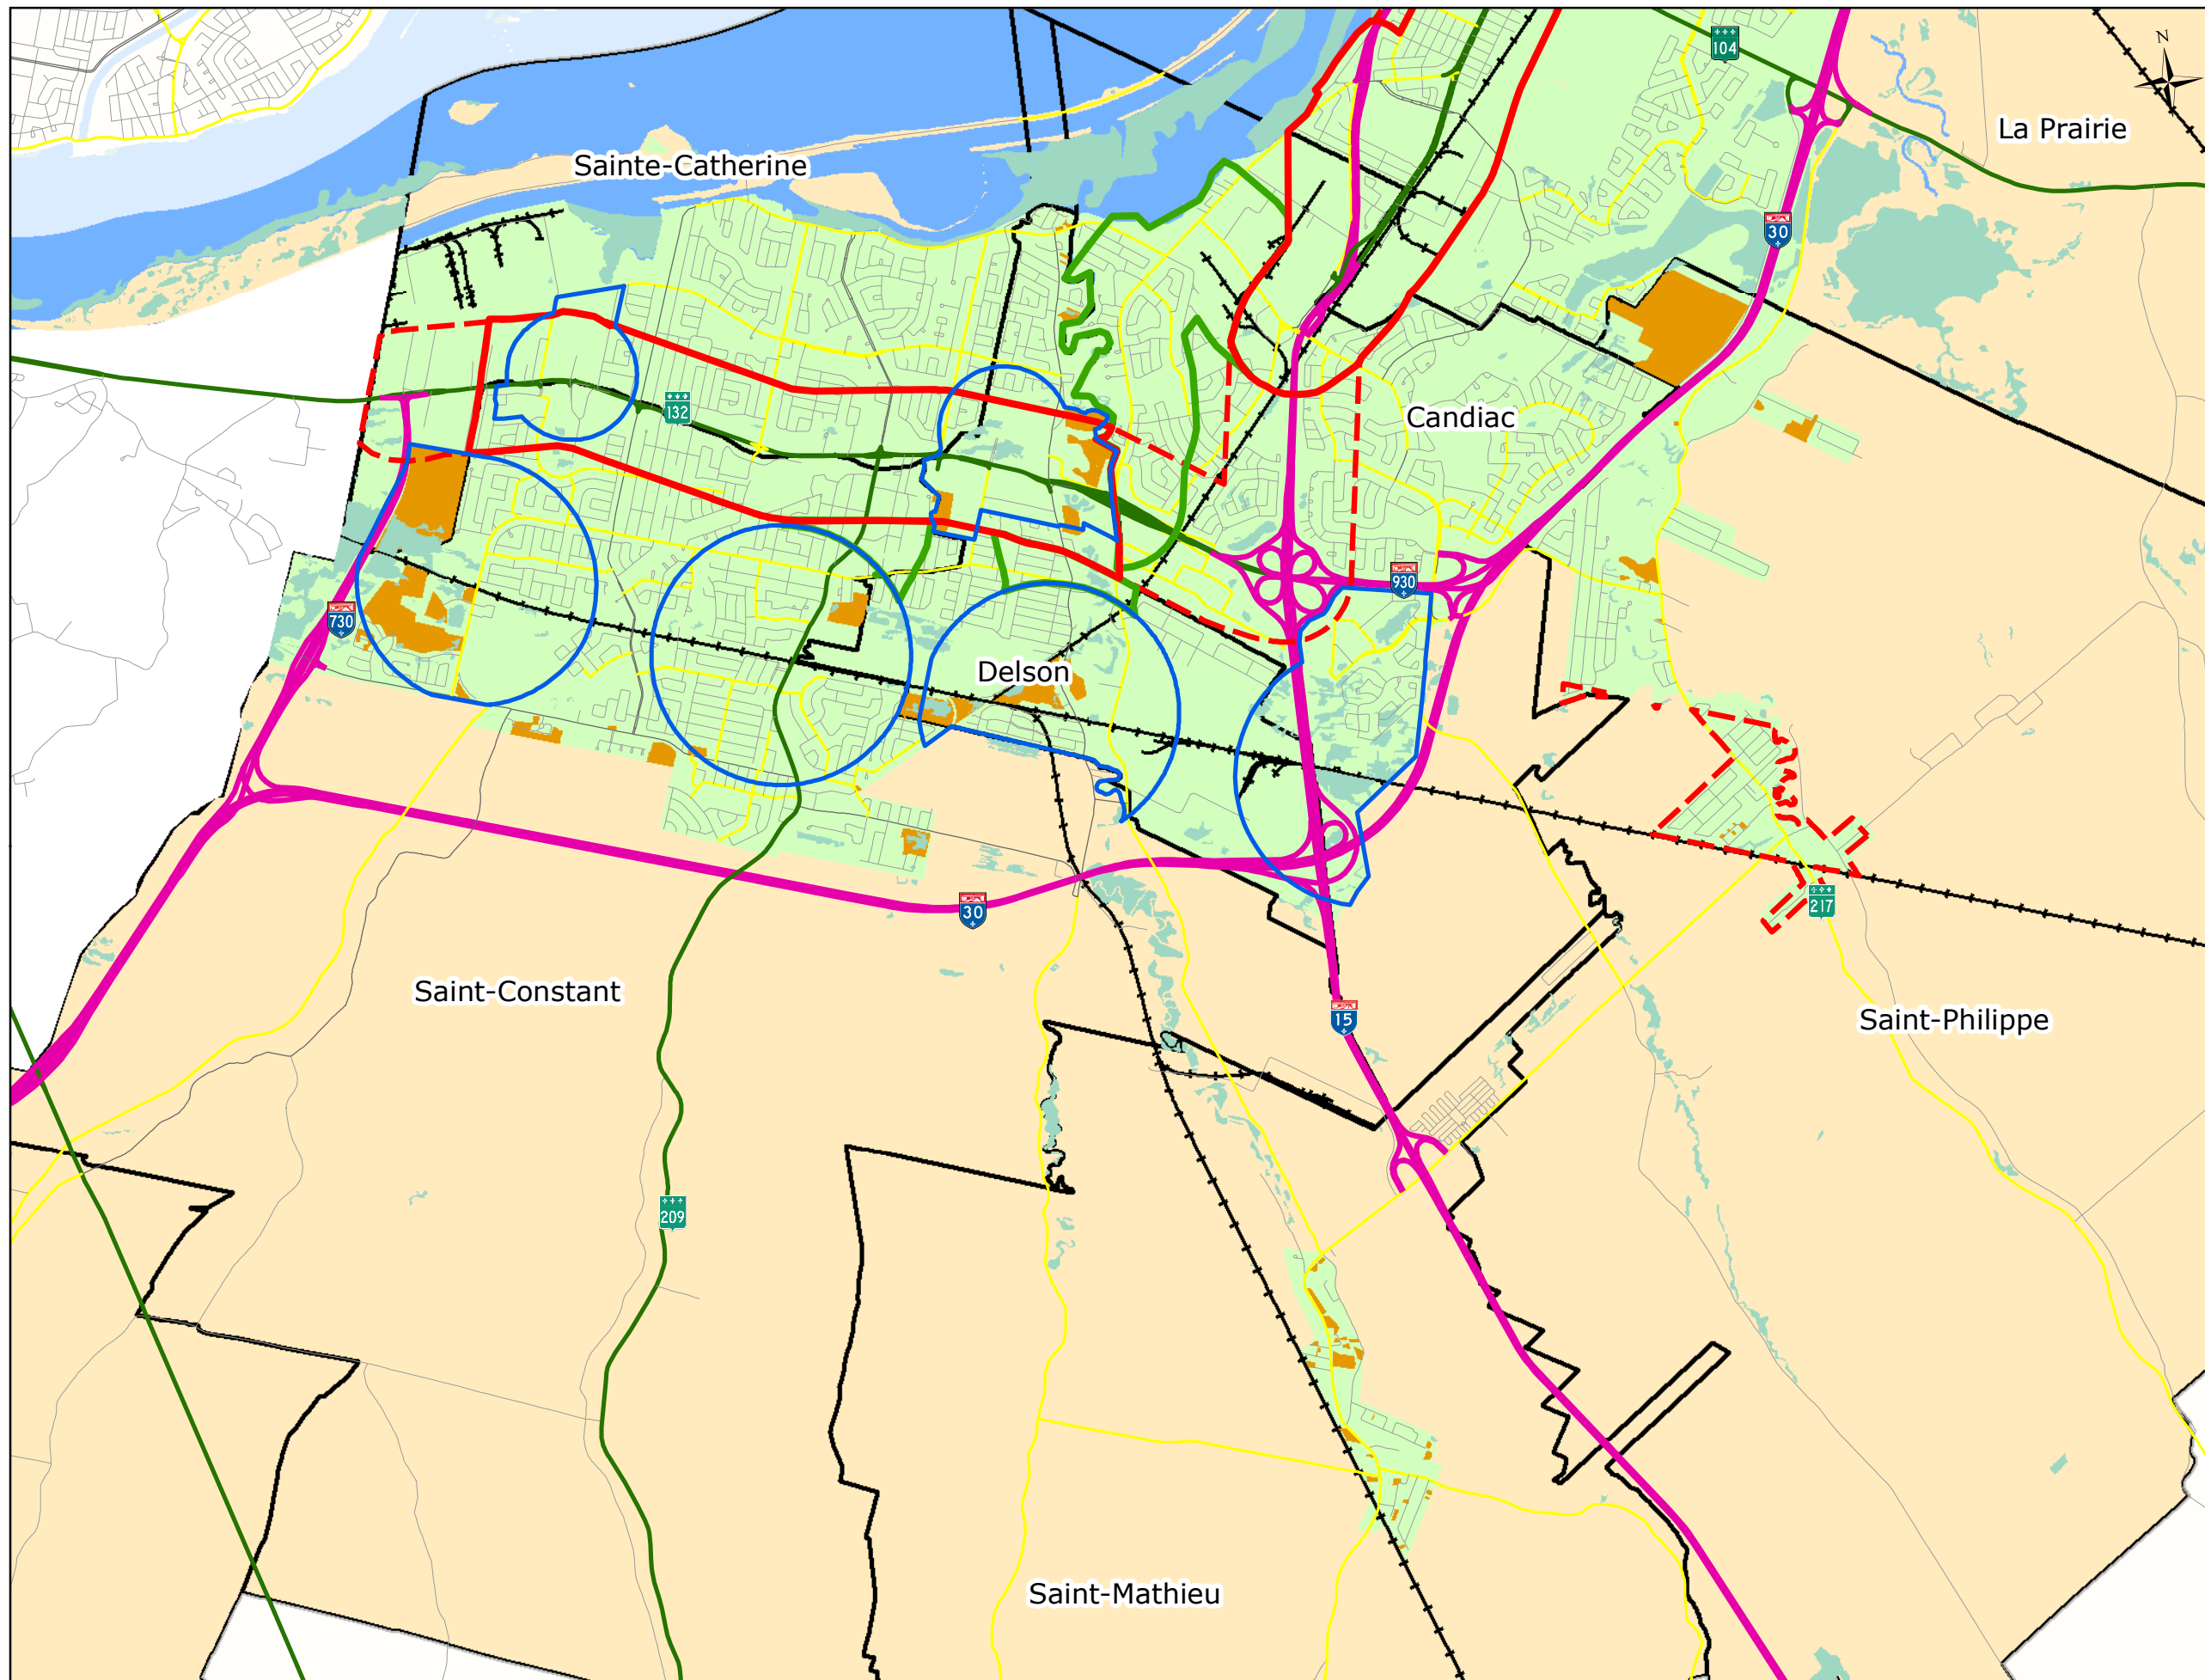 N
104
La Prairie
Sainte-Catherine
30
132
Candiac
930
730
Delson
217
30
Saint-Constant
15
Saint-Philippe
209
Saint-Mathieu